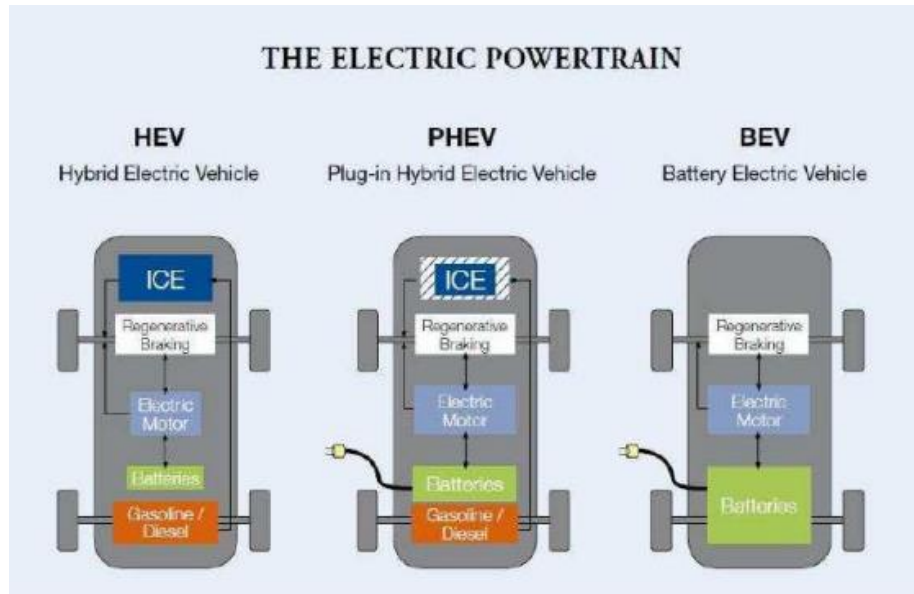 THE ELECTRIC POWERTRAIN
HEV
Hybrid Electric Vehicle
ICE
Regenerative
Braking
Electric
Motor
Batteries
Gasoline /
Diesel
PHEV
Plug-in Hybrid Electric Vehicle
ICE
Regenerative
Braking
Electric
Motor
Batteries
Gasoline /
Diesel
BEV
Battery Electric Vehicle
Regenerative
Braking
Electric
Motor
Batteries